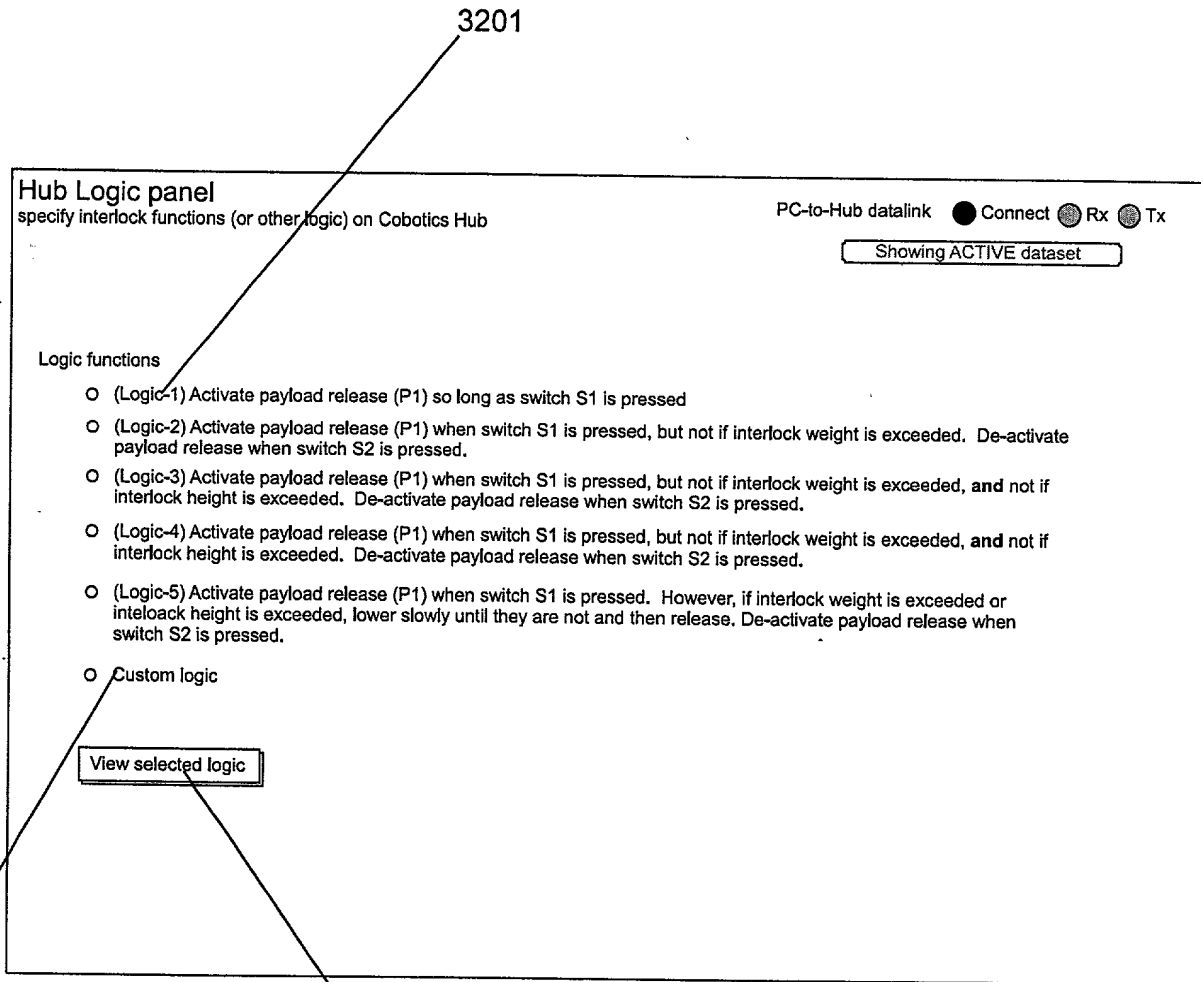 3201
Hub Logic panel
specify interlock functions (or other logic) on Cobotics Hub
PC-to-Hub datalink Connect Rx Tx
Showing ACTIVE dataset
Logic functions
(Logic-1) Activate payload release (P1) so long as switch S1 is pressed
(Logic-2) Activate payload release (P1) when switch S1 is pressed, but not if interlock weight is exceeded. De-activate
payload release when switch S2 is pressed.
(Logic-3) Activate payload release (P1) when switch S1 is pressed, but not if interlock weight is exceeded, and not if
interlock height is exceeded. De-activate payload release when switch S2 is pressed.
(Logic-4) Activate payload release (P1) when switch S1 is pressed, but not if interlock weight is exceeded, and not if
interlock height is exceeded. De-activate payload release when switch S2 is pressed.
(Logic-5) Activate payload release (P1) when switch S1 is pressed. However, if interlock weight is exceeded or
inteloack height is exceeded, lower slowly until they are not and then release. De-activate payload release when
switch S2 is pressed.
Custom logic
View selected logic